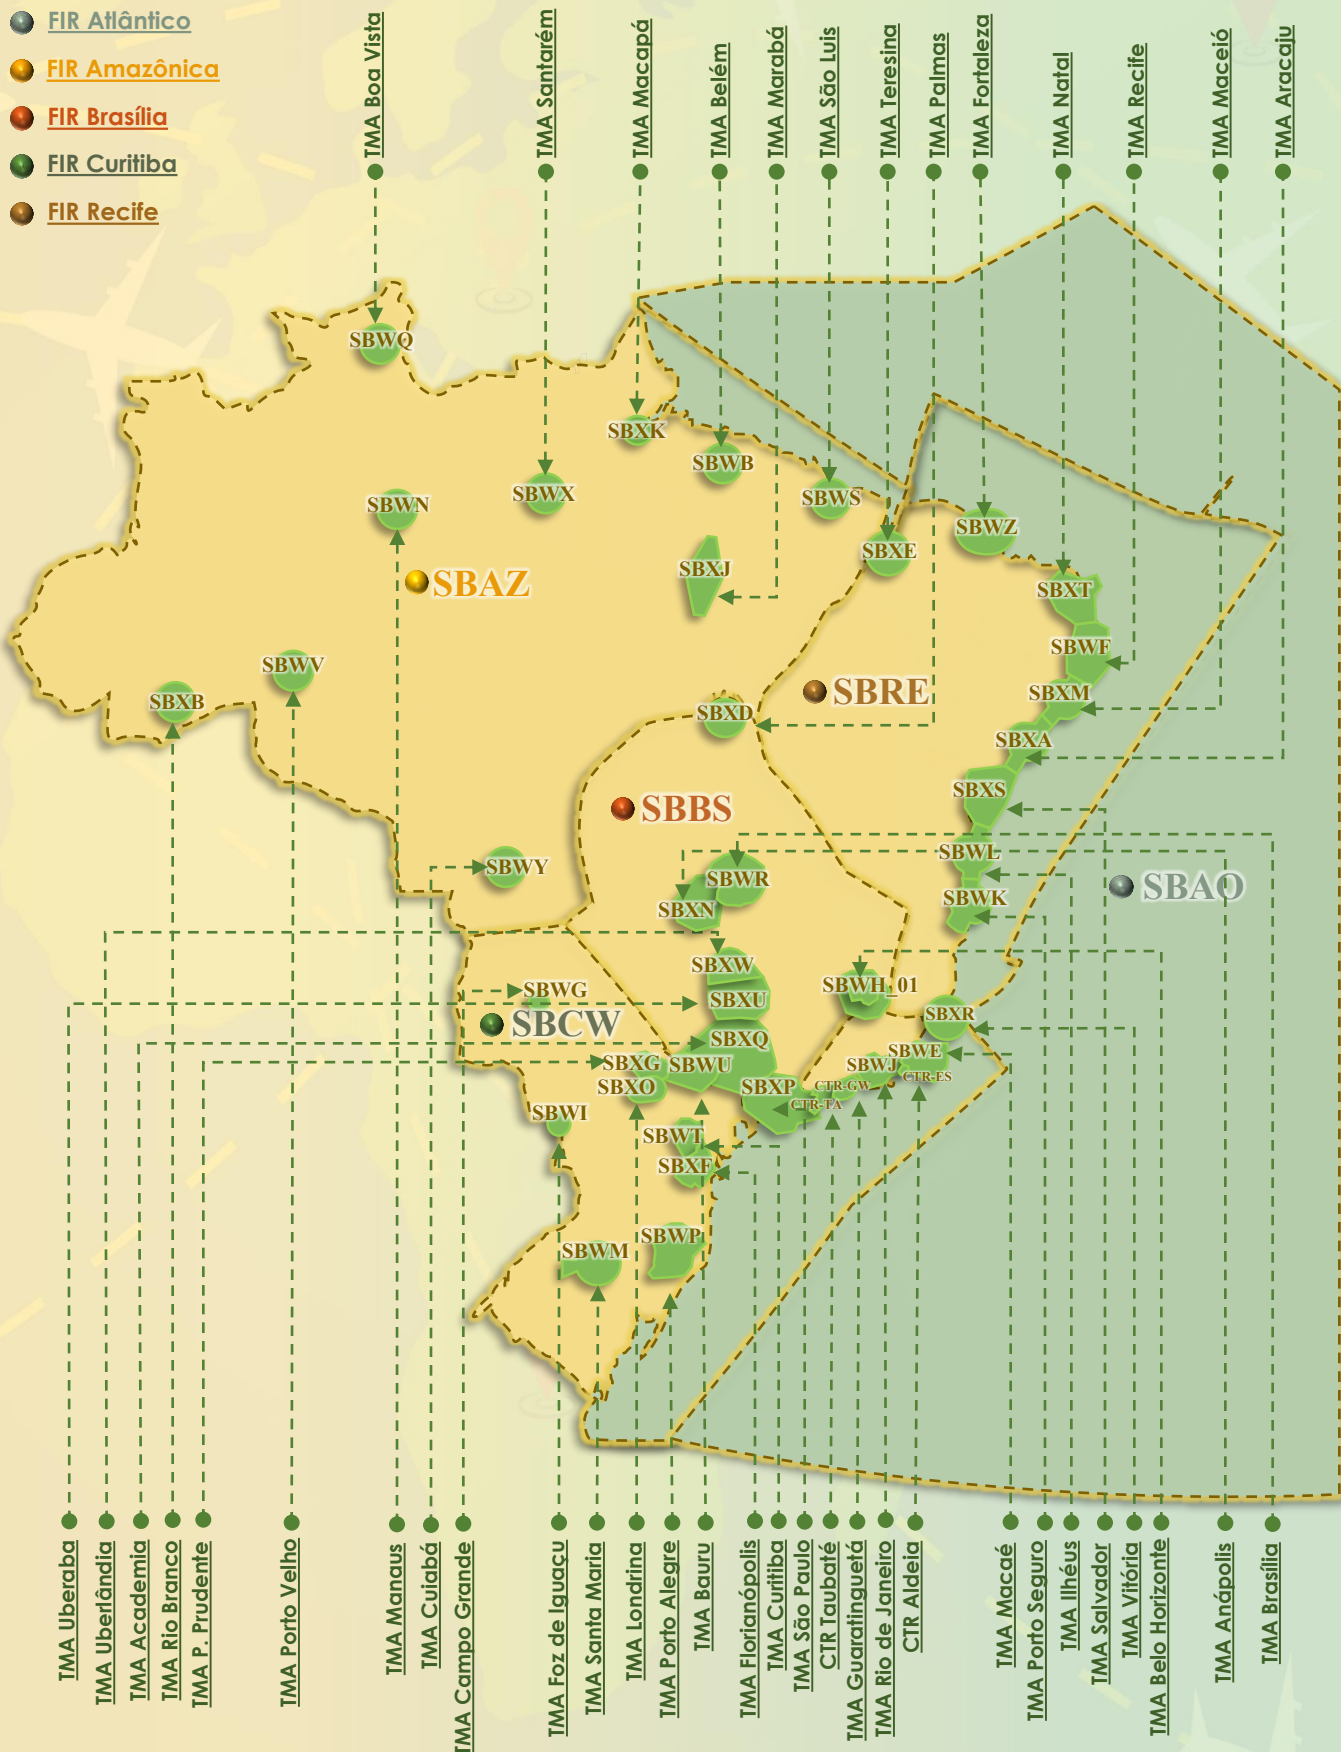 FIR Atlântico
FIR Amazônica
FIR Brasília
FIR Curitiba
FIR Recife
TMA Boa Vista
TMA Santarém
TMA Macapá
TMA Belém
TMA Marabá
TMA São Luis
TMA Teresina
TMA Palmas
TMA Fortaleza
TMA Natal
TMA Recife
TMA Maceió
TMA Aracaju
SBWQ
SBXK
SBWB
SBWX
SBWS
SBWN
SBWZ
SBXE
SBXJ
SBAZ
SBXT
SBWF
SBWV
SBRE
SBXM
SBXB
SBXD
SBXA
SBXS
SBBS
SBWL
SBWY
SBWR
SBAO
SBWK
SBXN
SBXW
SBWH_01
SBWG
SBXU
SBXR
SBCW
SBXQ
SBWE
SBXG
SBWU
SBWJ
CTR-ES
SBXO
SBXP
CTR-GW
CTR-TA
SBWI
SBWT
SBXF
SBWP
SBWM
TMA Uberaba
TMA Uberlândia
TMA Academia
TMA Rio Branco
TMA P. Prudente
TMA Porto Velho
TMA Manaus
TMA Cuiabá
TMA Campo Grande
TMA Foz de Iguaçu
TMA Santa Maria
TMA Londrina
TMA Porto Alegre
TMA Bauru
TMA Florianópolis
TMA Curitiba
TMA São Paulo
CTR Taubaté
TMA Guaratinguetá
TMA Rio de Janeiro
CTR Aldeia
TMA Macaé
TMA Porto Seguro
TMA Ilhéus
TMA Salvador
TMA Vitória
TMA Belo Horizonte
TMA Anápolis
TMA Brasília